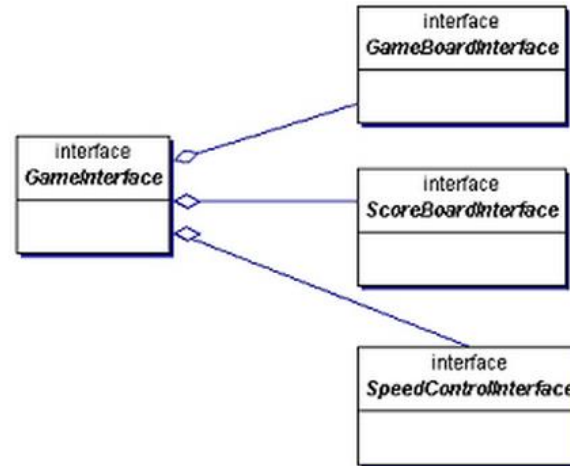 interface
GameBoardInterface
interface
GameInterface
interface
ScoreBoardInterface
interface
SpeedControlInterface